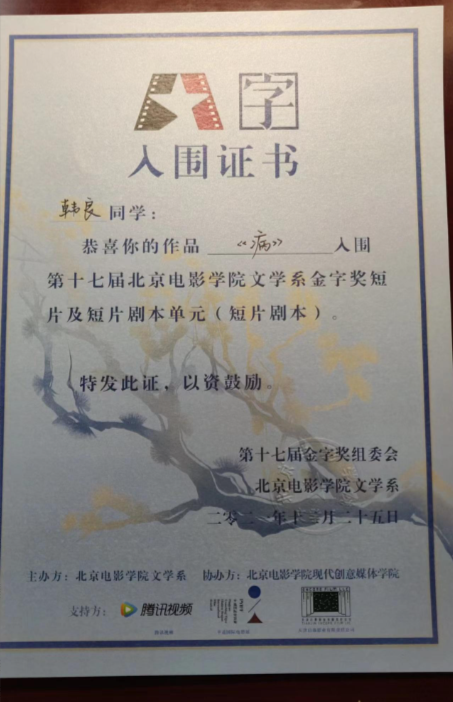 字
入围证书
韩良 同学：
恭喜你的作品 《病》 入围
第十七届北京电影学院文学系金字奖短
片及短片剧本单元（短片剧本）。
特发此证，以资鼓励。
第十七届金字奖组委会
北京电影学院文学系
二零二 年十二月二十五日
主办方：北京电影学院文学系 协办方：北京电影学院现代创意媒体学院
支持方： 腾讯视频